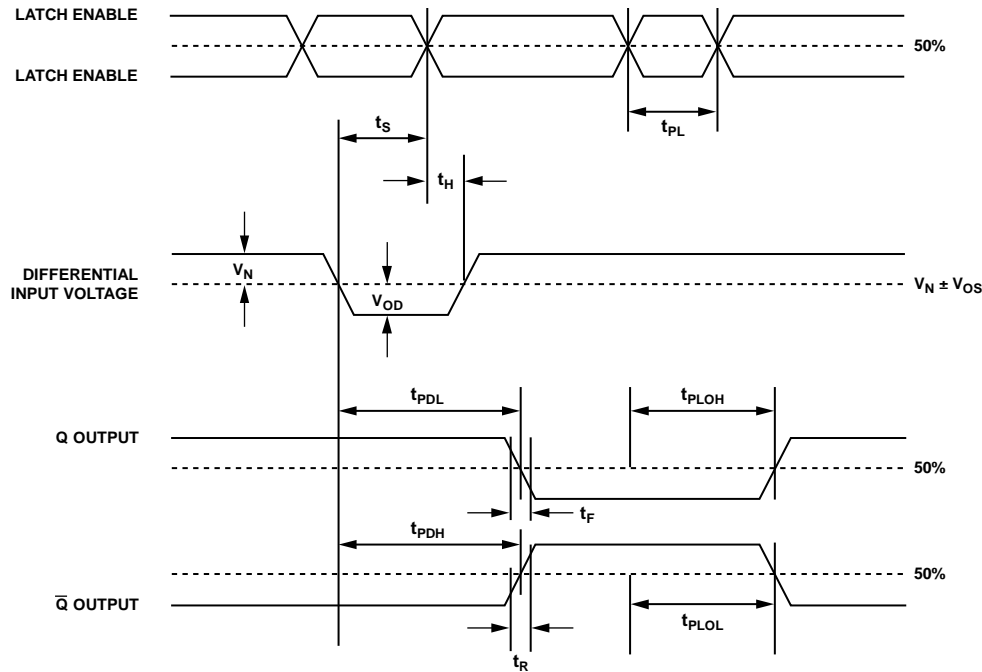 LATCH ENABLE
50%
LATCH ENABLE
tS
tPL
tH
VN
DIFFERENTIAL
INPUT VOLTAGE
VOD
VN ± VOS
tPDL
tPLOH
Q OUTPUT
50%
tF
tPDH
50%
Q̅ OUTPUT
tPLOL
tR